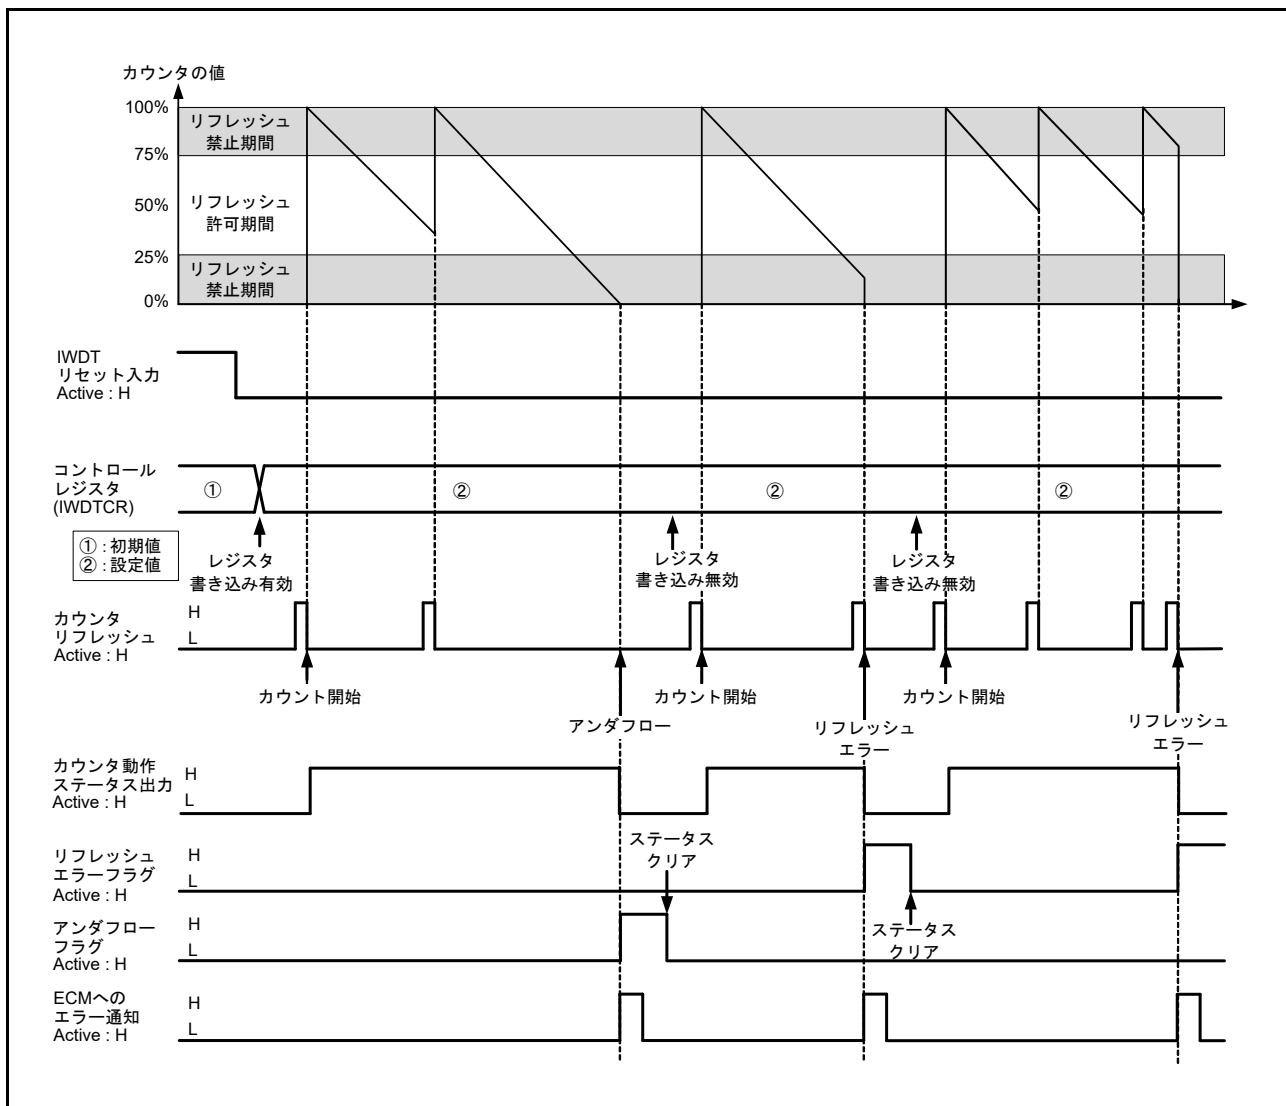 カウンタの値
100%
リフレッシュ
禁止期間
75%
50%
リフレッシュ
許可期間
25%
リフレッシュ
禁止期間
0%
IWDT
リセット入力
Active : H
コントロール
レジスタ
(IWDTCR)
①
②
②
②
① : 初期値
② : 設定値
レジスタ
書き込み有効
レジスタ
書き込み無効
レジスタ
書き込み無効
カウンタ
リフレッシュ
Active : H
H
L
カウント開始
カウント開始
カウント開始
アンダフロー
リフレッシュ
エラー
リフレッシュ
エラー
カウンタ動作
ステータス出力
Active : H
H
L
ステータス
クリア
リフレッシュ
エラーフラグ
Active : H
H
L
ステータス
クリア
アンダフロー
フラグ
Active : H
H
L
ECMへの
エラー通知
Active : H
H
L